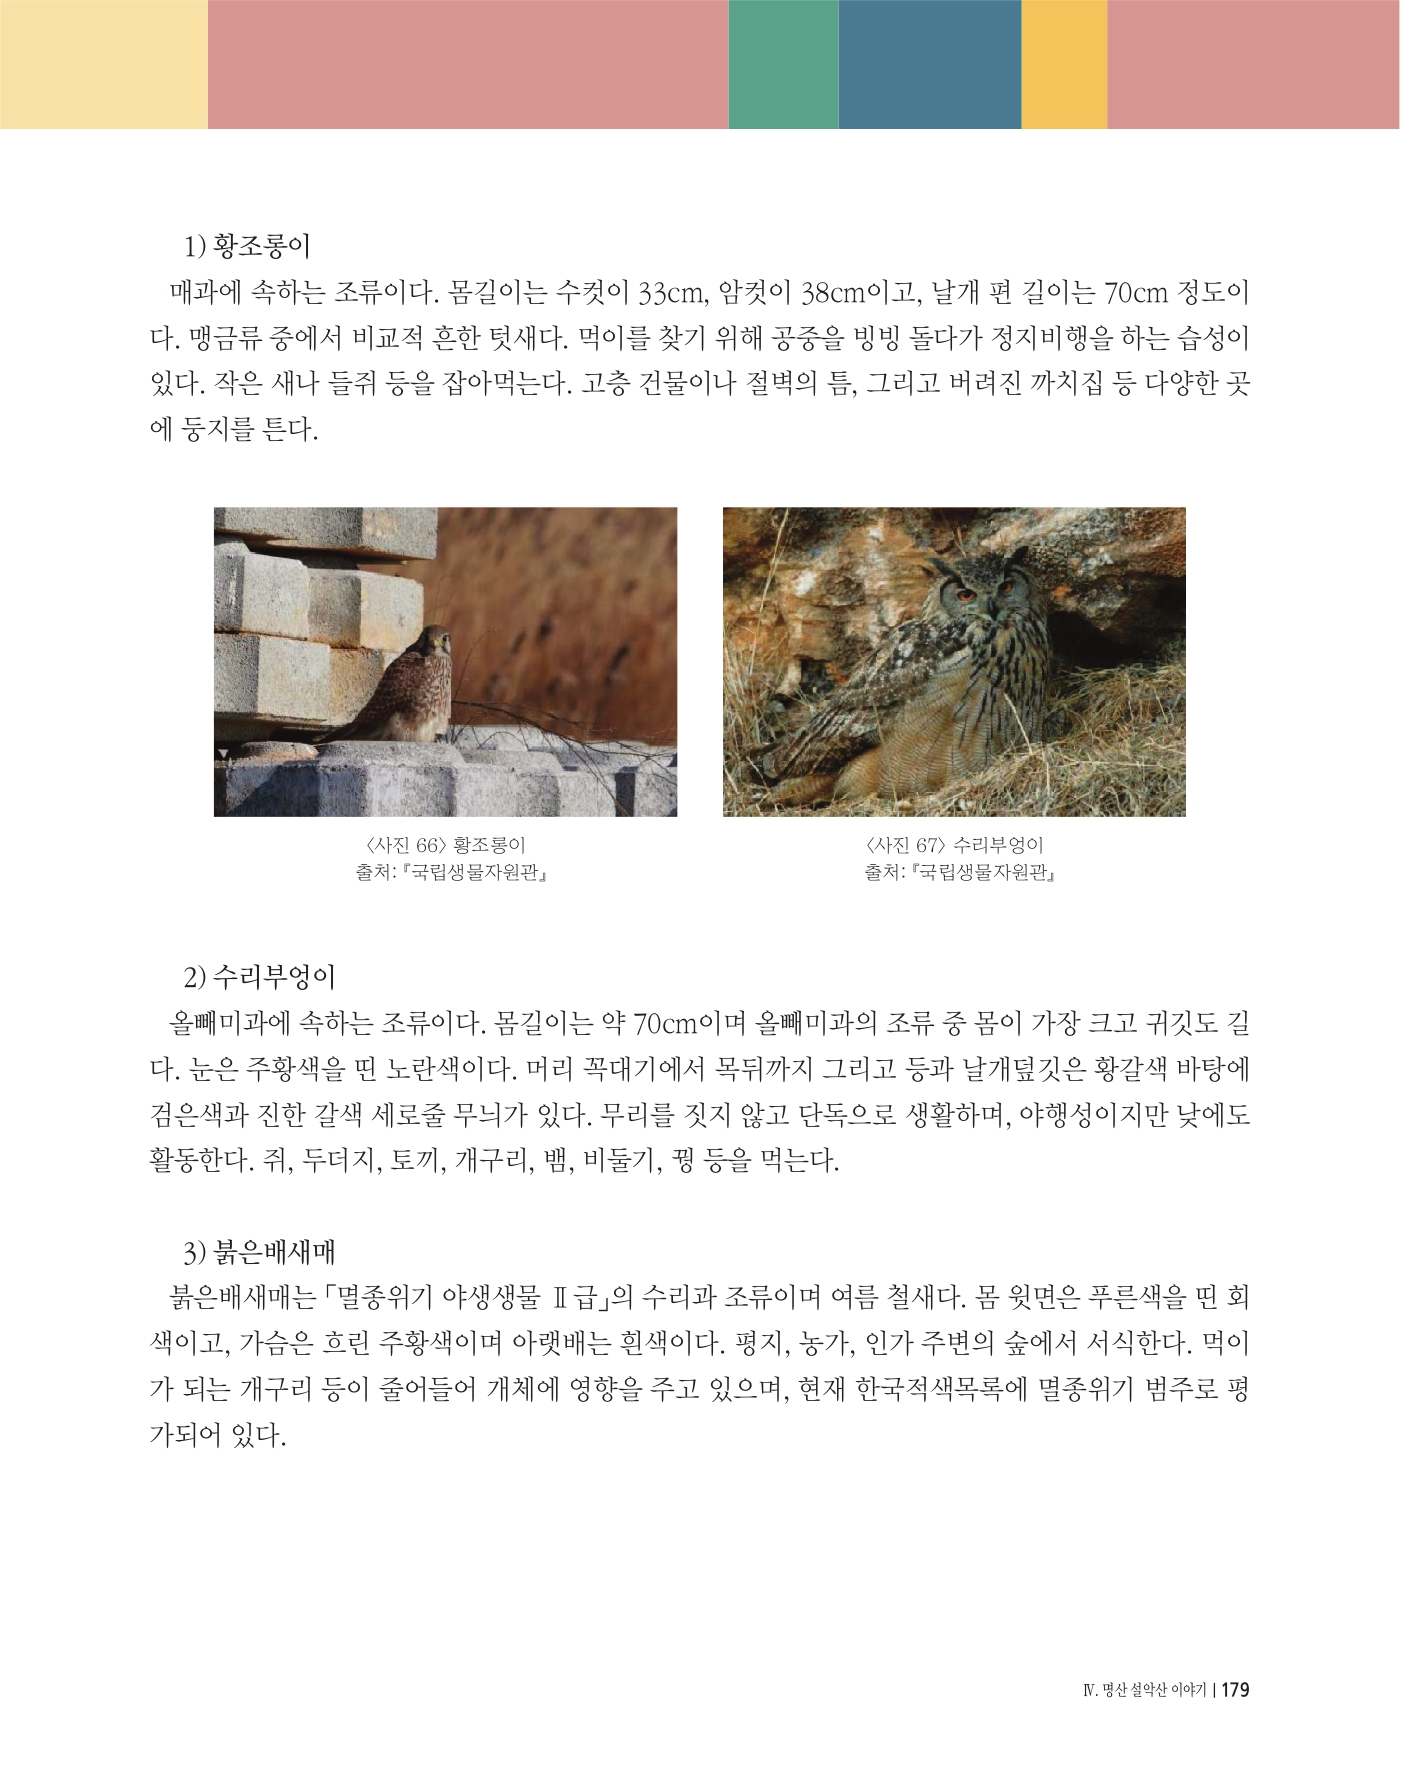 1) 황조롱이
매과에 속하는 조류이다. 몸길이는 수컷이 33cm, 암컷이 38cm이고, 날개 편 길이는 70cm 정도이
다. 맹금류 중에서 비교적 흔한 텃새다. 먹이를 찾기 위해 공중을 빙빙 돌다가 정지비행을 하는 습성이
있다. 작은 새나 들쥐 등을 잡아먹는다. 고층 건물이나 절벽의 틈, 그리고 버려진 까치집 등 다양한 곳
에 둥지를 튼다.
〈사진 66〉 황조롱이
출처: 『국립생물자원관』
〈사진 67〉 수리부엉이
출처: 『국립생물자원관』
2) 수리부엉이
올빼미과에 속하는 조류이다. 몸길이는 약 70cm이며 올빼미과의 조류 중 몸이 가장 크고 귀깃도 길
다. 눈은 주황색을 띤 노란색이다. 머리 꼭대기에서 목뒤까지 그리고 등과 날개덮깃은 황갈색 바탕에
검은색과 진한 갈색 세로줄 무늬가 있다. 무리를 짓지 않고 단독으로 생활하며, 야행성이지만 낮에도
활동한다. 쥐, 두더지, 토끼, 개구리, 뱀, 비둘기, 꿩 등을 먹는다.
3) 붉은배새매
붉은배새매는 「멸종위기 야생생물 Ⅱ급」의 수리과 조류이며 여름 철새다. 몸 윗면은 푸른색을 띤 회
색이고, 가슴은 흐린 주황색이며 아랫배는 흰색이다. 평지, 농가, 인가 주변의 숲에서 서식한다. 먹이
가 되는 개구리 등이 줄어들어 개체에 영향을 주고 있으며, 현재 한국적색목록에 멸종위기 범주로 평
가되어 있다.
Ⅳ. 명산 설악산 이야기 | 179